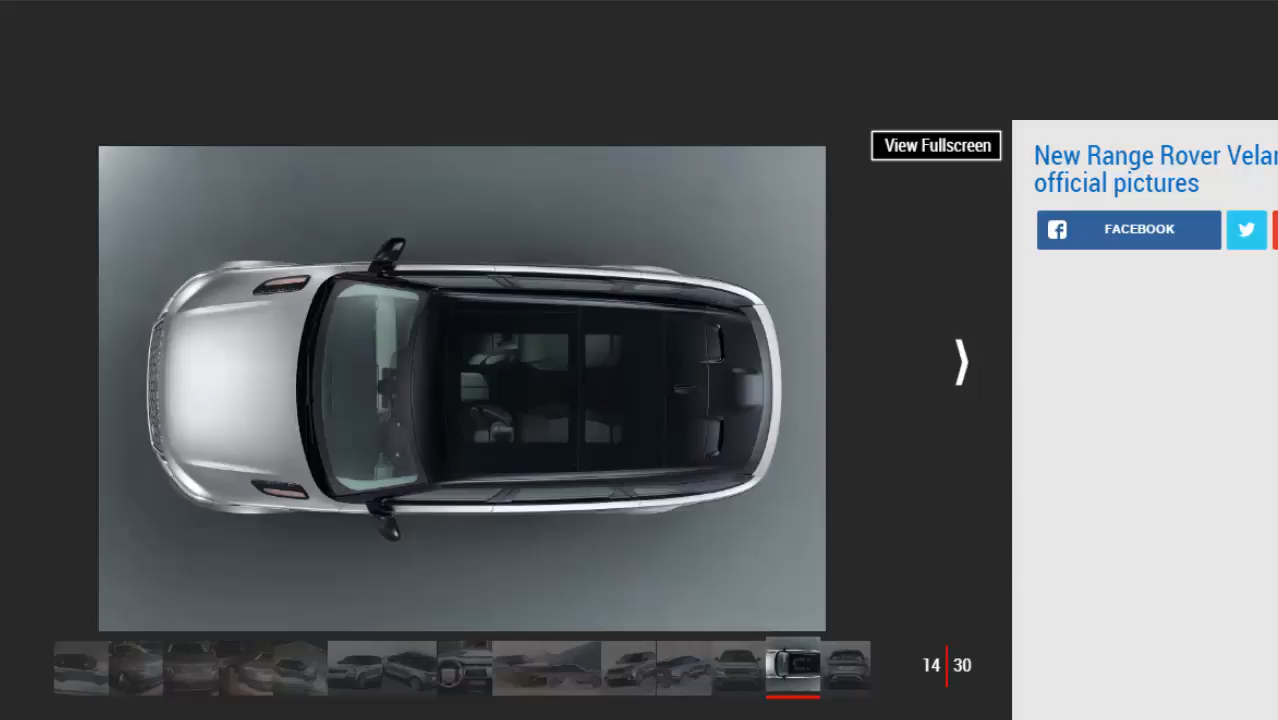 View Fullscreen
New Range Rover Velar
official pictures
FACEBOOK
14 30